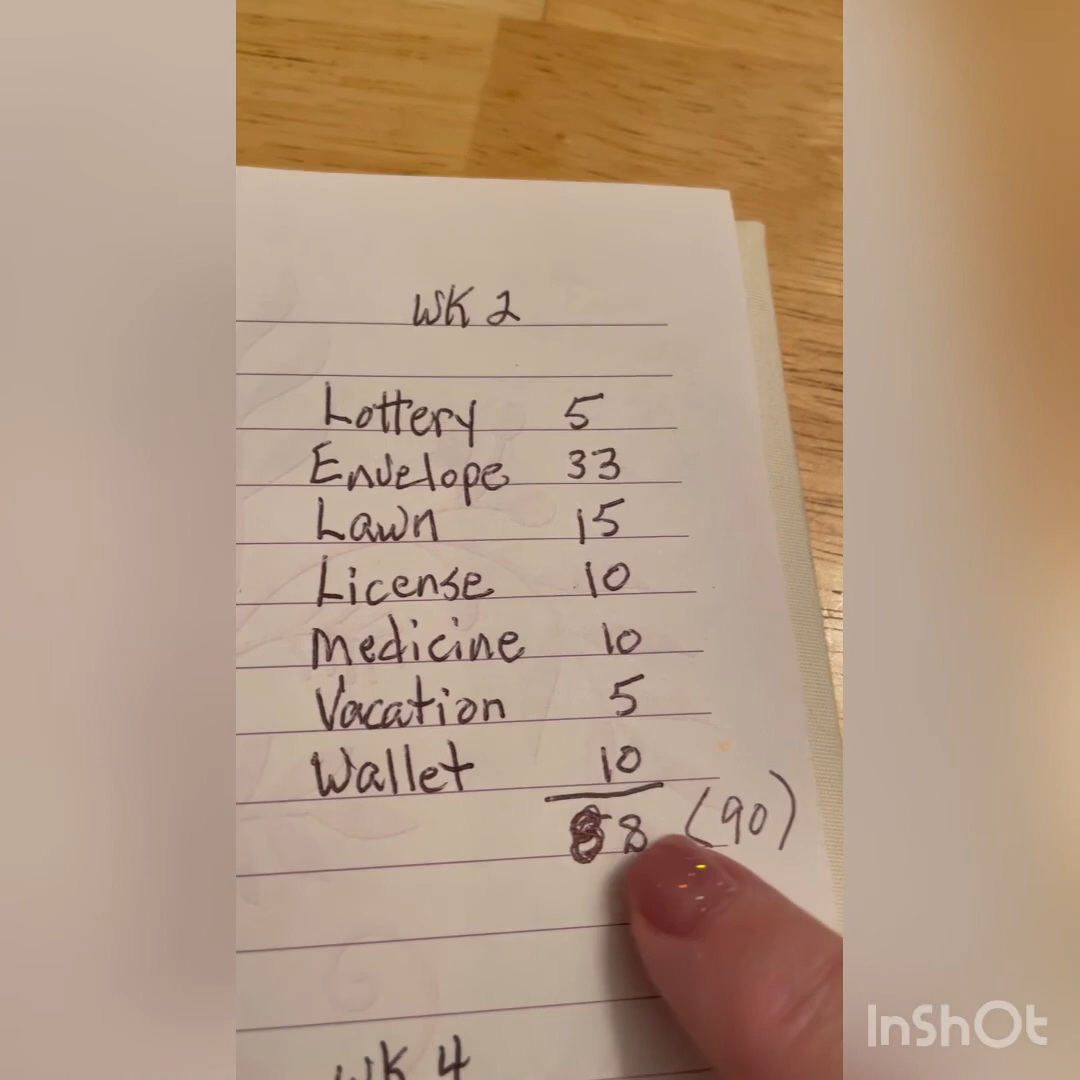 WK 2
Lottery 5
Envelope 33
Lawn 15
License 10
Medicine 10
Vacation 5
Wallet 10
88 (90)
WK 4
InShOt